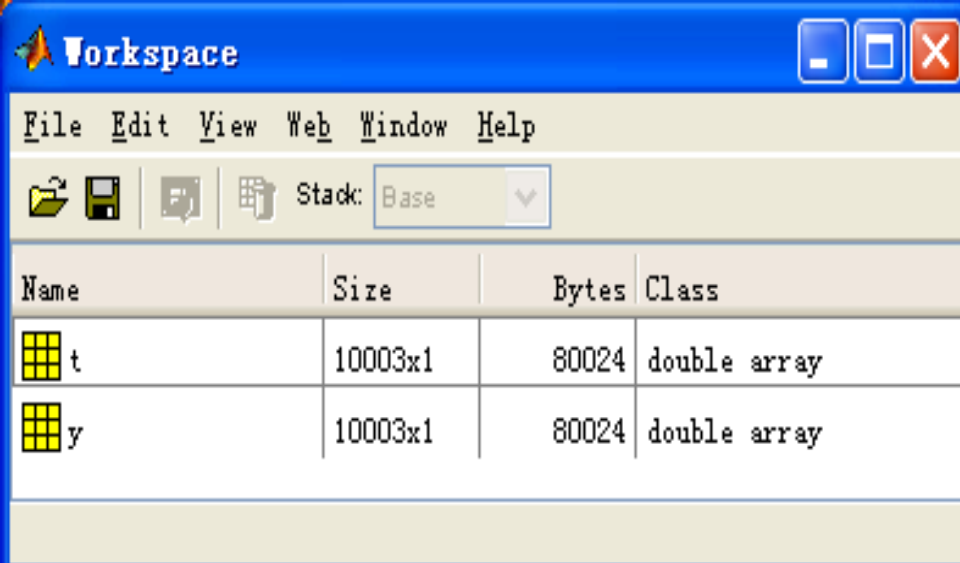 Workspace
File Edit View Web Window Help
Stack: Base
Name Size Bytes Class
t 10003x1 80024 double array
y 10003x1 80024 double array